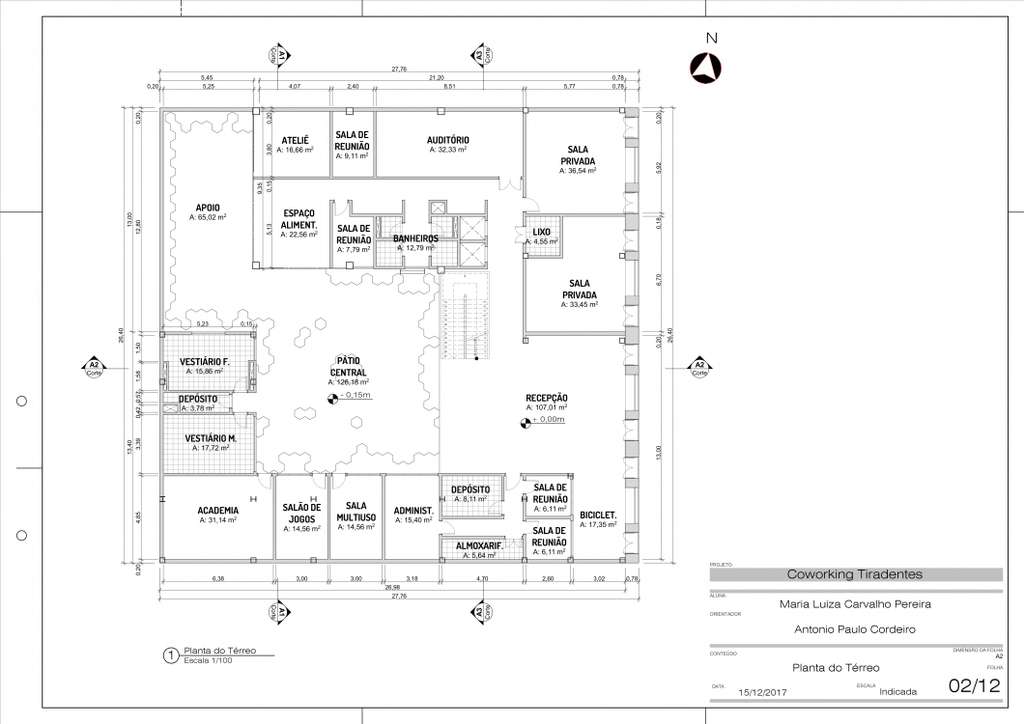 N
A1
Corte
A3
Corte
27,76
5,45
21,20
0,78
0,20
5,25
4,07
2,40
8,51
5,77
0,78
0,20
0,20
0,20
ATELIÊ
A: 16,66 m²
SALA DE
REUNIÃO
A: 9,11 m²
AUDITÓRIO
A: 32,33 m²
SALA
PRIVADA
A: 36,54 m²
3,80
5,92
0,15
9,35
APOIO
A: 65,02 m²
ESPAÇO
ALIMENT.
A: 22,56 m²
5,13
SALA DE
REUNIÃO
A: 7,79 m²
BANHEIROS
A: 12,79 m²
LIXO
A: 4,55 m²
0,18
13,00
12,80
SALA
PRIVADA
A: 33,45 m²
6,70
5,23
0,15
26,40
26,40
0,20
1,50
VESTIÁRIO F.
A: 15,86 m²
PÁTIO
CENTRAL
A: 126,18 m²
- 0,15m
A2
Corte
A2
Corte
1,58
DEPÓSITO
A: 3,78 m²
0,57
0,42
RECEPÇÃO
A: 107,01 m²
± 0,00m
VESTIÁRIO M.
A: 17,72 m²
3,39
13,40
13,00
ACADEMIA
A: 31,14 m²
SALÃO DE
JOGOS
A: 14,56 m²
SALA
MULTIUSO
A: 14,56 m²
ADMINIST.
A: 15,40 m²
DEPÓSITO
A: 8,11 m²
SALA DE
REUNIÃO
A: 6,11 m²
BICICLET.
A: 17,35 m²
ALMOXARIF.
A: 5,64 m²
SALA DE
REUNIÃO
A: 6,11 m²
4,85
0,20
6,38
3,00
3,00
3,18
4,70
2,60
3,02
0,78
26,98
27,76
A1
Corte
A3
Corte
1
Planta do Térreo
Escala 1/100
PROJETO:
Coworking Tiradentes
ALUNA:
Maria Luiza Carvalho Pereira
ORIENTADOR:
Antonio Paulo Cordeiro
CONTEÚDO:
DIMENSÃO DA FOLHA
A2
Planta do Térreo
FOLHA:
DATA:
15/12/2017
ESCALA:
Indicada
02/12